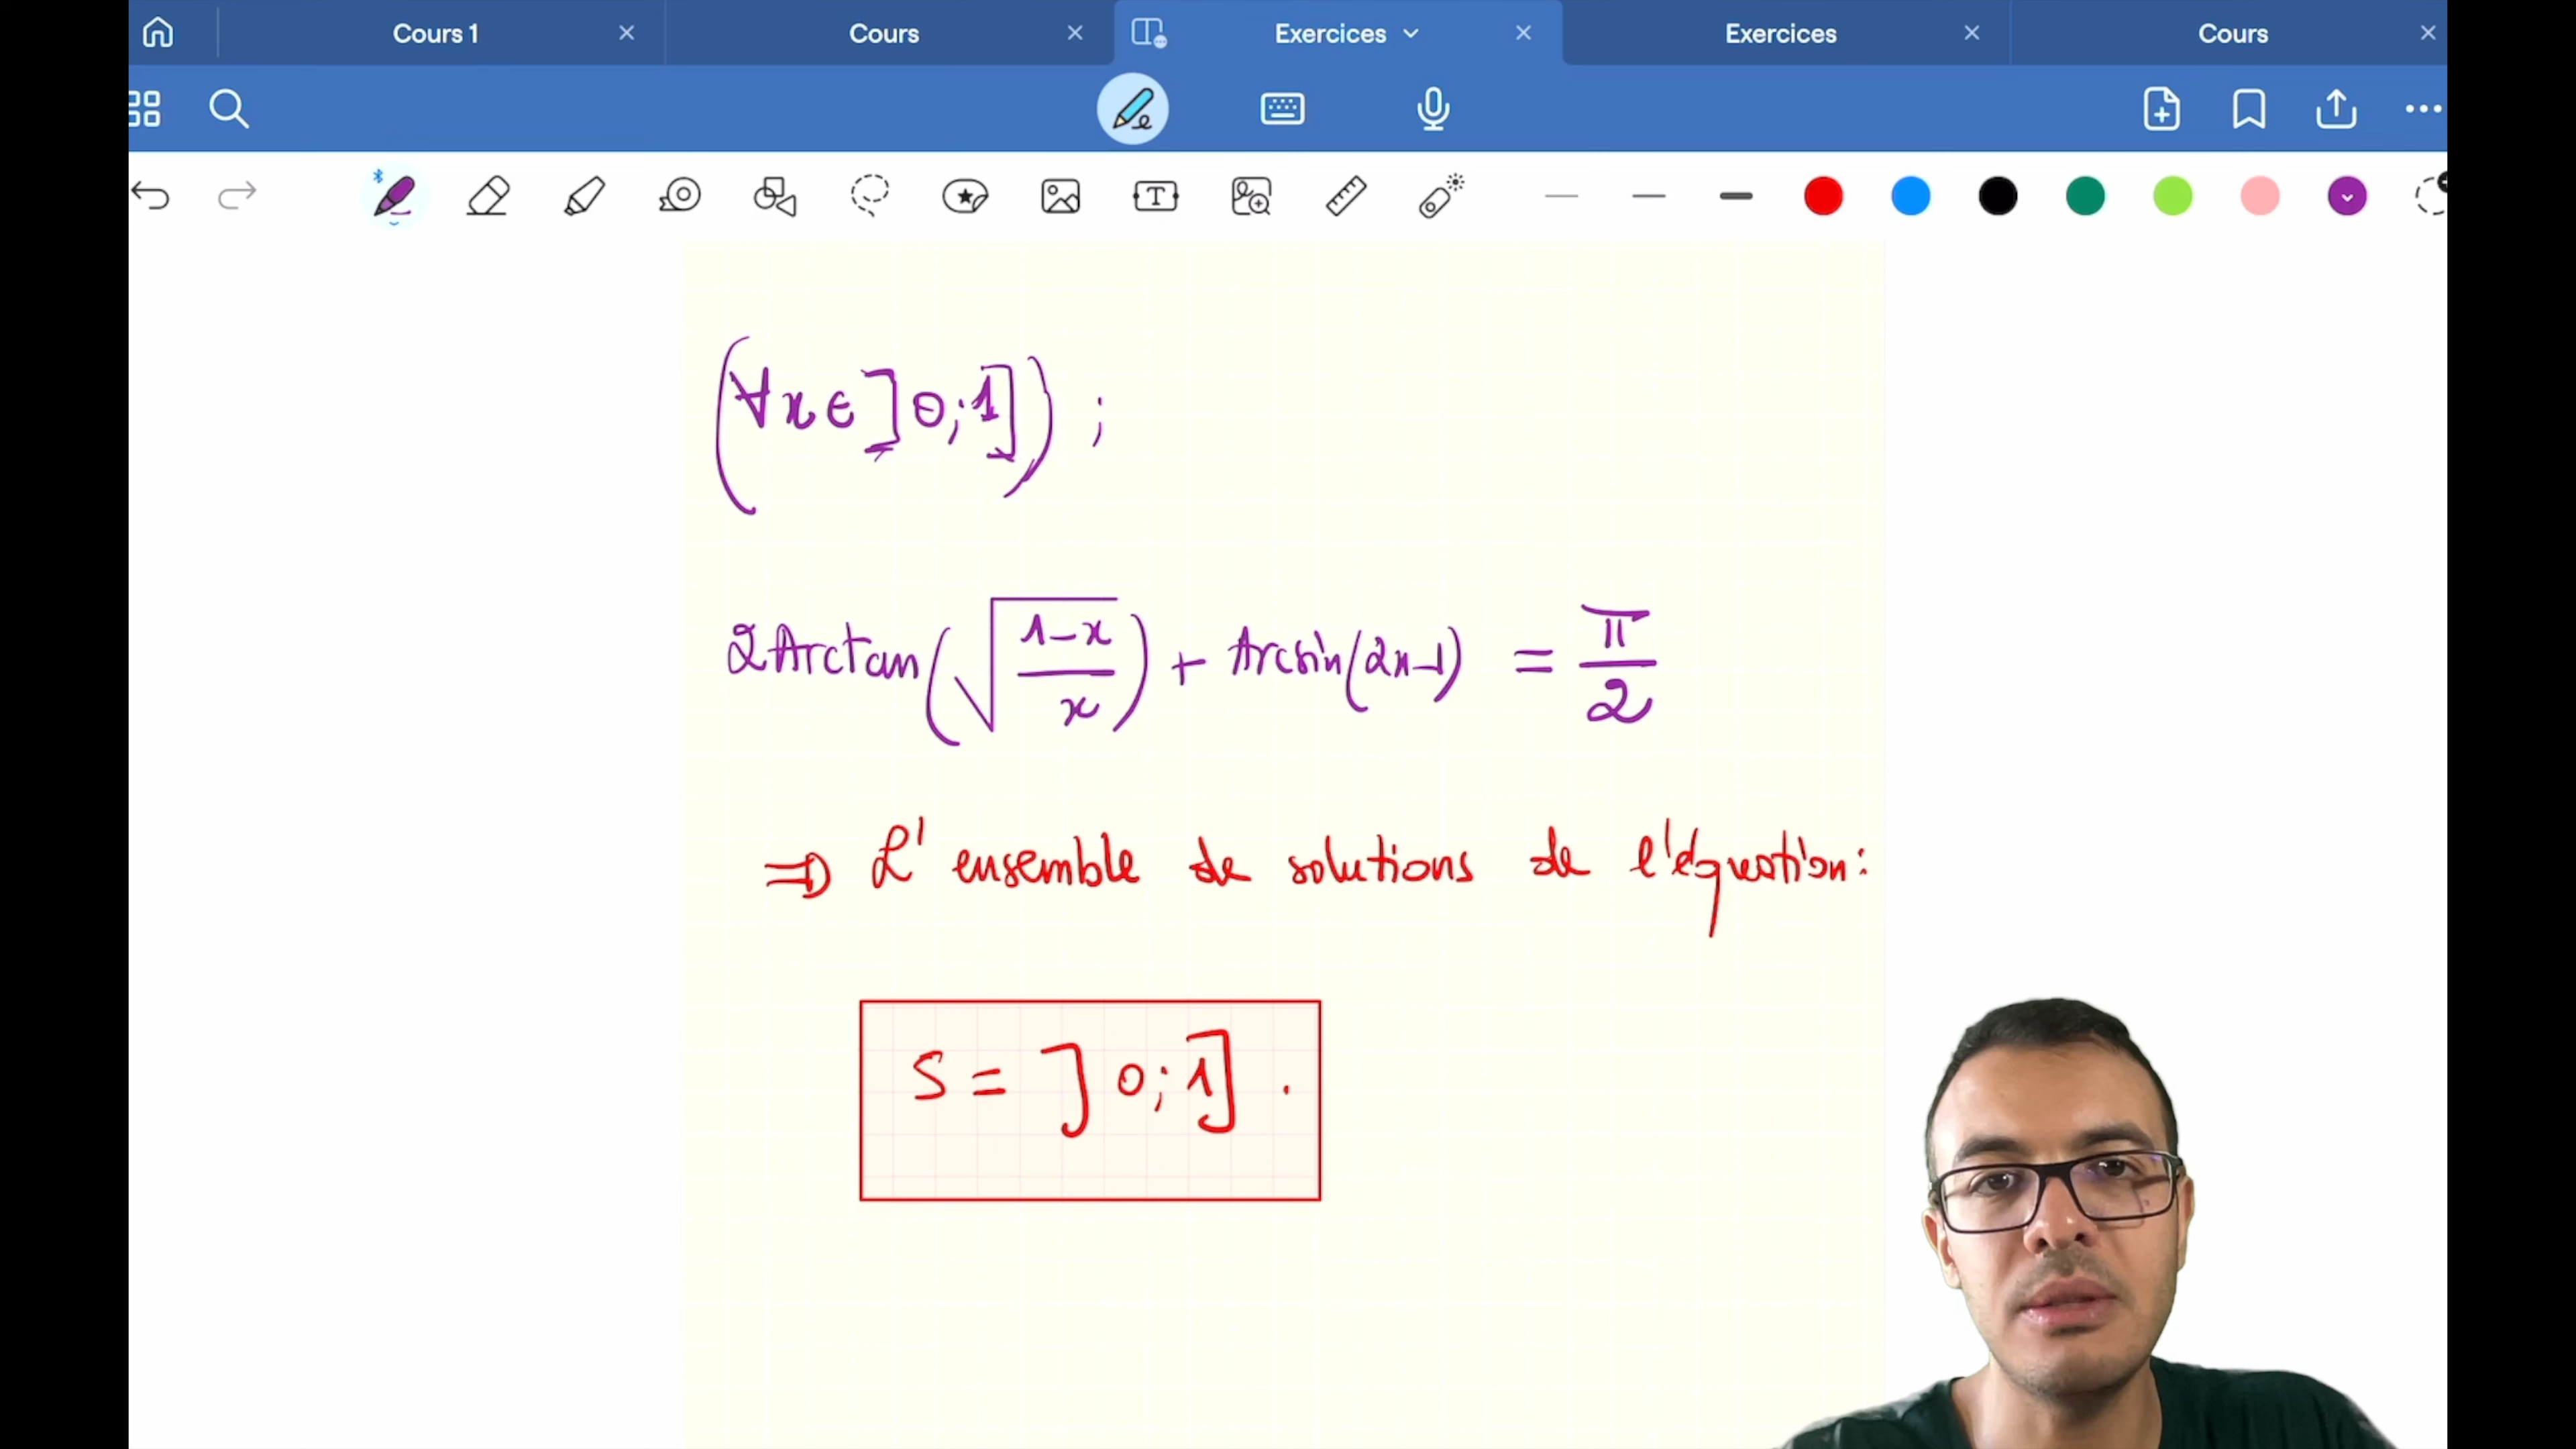 Cours 1 Cours Exercices Exercices Cours
(∀x∈]0;1]) ;
2Arctan(√((1-x)/x)) + Arcsin(2x-1) = π/2
⇒ L'ensemble de solutions de l'équation:
S = ]0;1] .